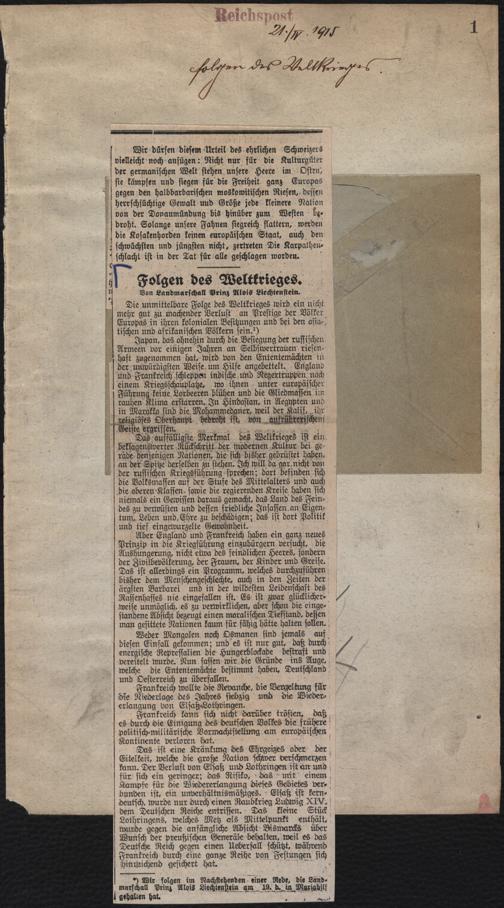 Reichspost
21./IV. 1915
1
Folgen des Weltkrieges.
Wir dürfen diesem Urteil des ehrlichen Schweizers
vielleicht noch anfügen: Nicht nur für die Kulturgüter
der germanischen Welt stehen unsere Heere im Osten,
sie kämpfen und siegen für die Freiheit ganz Europas
gegen den halbbarbarischen moskowitischen Riesen, dessen
herrschsüchtige Gewalt und Größe jede kleinere Nation
von der Donaumündung bis hinüber zum Westen be-
droht. Solange unsere Fahnen siegreich flattern, werden
die Kosakenhorden keinen europäischen Staat, auch den
schwächsten und jüngsten nicht, zertreten. Die Karpathen-
schlacht ist in der Tat für alle geschlagen worden.
Folgen des Weltkrieges.
Von Landmarschall Prinz Alois Liechtenstein.
Die unmittelbare Folge des Weltkrieges wird ein nicht
mehr gut zu machender Verlust an Prestige der Völker
Europas in ihren kolonialen Besitzungen und bei den asia-
tischen und afrikanischen Völkern sein.*)
Japan, das ohnehin durch die Besiegung der russischen
Armeen vor einigen Jahren an Selbstvertrauen riesen-
haft zugenommen hat, wird von den Ententemächten in
der unwürdigsten Weise um Hilfe angebettelt. England
und Frankreich schleppen indische und Negertruppen nach
einem Kriegsschauplatze, wo ihnen unter europäischer
Führung keine Lorbeeren blühen und die Gliedmassen im
rauhen Klima erstarren. In Hindostan, in Aegypten und
in Marokko sind die Mohammedaner, weil der Kalif, ihr
religiöses Oberhaupt bedroht ist, von aufrührerischem
Geiste ergriffen.
Das auffälligste Merkmal des Weltkrieges ist ein
beklagenswerter Rückschritt der modernen Kultur bei ge-
rade denjenigen Nationen, die sich bisher gebrüstet haben,
an der Spitze derselben zu stehen. Ich will da gar nicht von
der russischen Kriegsführung sprechen; dort befinden sich
die Volksmassen auf der Stufe des Mittelalters und auch
die oberen Klassen, sowie die regierenden Kreise haben sich
niemals ein Gewissen daraus gemacht, das Land des Fein-
des zu verwüsten und dessen friedliche Insassen an Eigen-
tum, Leben und Ehre zu beschädigen; das ist dort Politik
und tief eingewurzelte Gewohnheit.
Aber England und Frankreich haben ein ganz neues
Prinzip in die Kriegführung einzubürgern versucht, die
Aushungerung, nicht etwa des feindlichen Heeres, sondern
der Zivilbevölkerung, der Frauen, der Kinder und Greise.
Das ist allerdings ein Programm, welches durchzuführen
bisher dem Menschengeschlechte, auch in den Zeiten der
ärgsten Barbarei und in der wildesten Leidenschaft des
Rassenhasses nie eingefallen ist. Es ist zwar glücklicher-
weise unmöglich, es zu verwirklichen, aber schon die einge-
standene Absicht bezeugt einen moralischen Tiefstand, dessen
man gesittete Nationen kaum für fähig hätte halten sollen.
Weder Mongolen noch Osmanen sind jemals auf
diesen Einfall gekommen; und es ist nur gut, daß durch
energische Repressalien die Hungerblockade bestraft und
vereitelt wurde. Nun fassen wir die Gründe ins Auge,
welche die Ententemächte bestimmt haben, Deutschland
und Oesterreich zu überfallen.
Frankreich wollte die Revanche, die Vergeltung für
die Niederlage des Jahres siebzig und die Wieder-
erlangung von Elsaß-Lothringen.
Frankreich kann sich nicht darüber trösten, daß
es durch die Einigung des deutschen Volkes die frühere
politisch-militärische Vormachtstellung am europäischen
Kontinente verloren hat.
Das ist eine Kränkung des Ehrgeizes oder der
Eitelkeit, welche die große Nation schwer verschmerzen
kann. Der Verlust von Elsaß und Lothringen ist an und
für sich ein geringer; das Risiko, das mit einem
Kampfe für die Wiedererlangung dieses Gebietes ver-
bunden ist, ein unverhältnismäßiges. Elsaß ist kern-
deutsch, wurde nur durch einen Raubkrieg Ludwig XIV.
dem Deutschen Reiche entrissen. Das kleine Stück
Lothringens, welches Metz als Mittelpunkt enthält,
wurde gegen die anfängliche Absicht Bismarcks über
Wunsch der preußischen Generäle behalten, weil es das
Deutsche Reich gegen einen Ueberfall schützt, während
Frankreich durch eine ganze Reihe von Festungen sich
hinreichend gesichert hat.
*) Wir folgen im Nachstehenden einer Rede, die Land-
marschall Prinz Alois Liechtenstein am 19. d. in Mariahilf
gehalten hat.